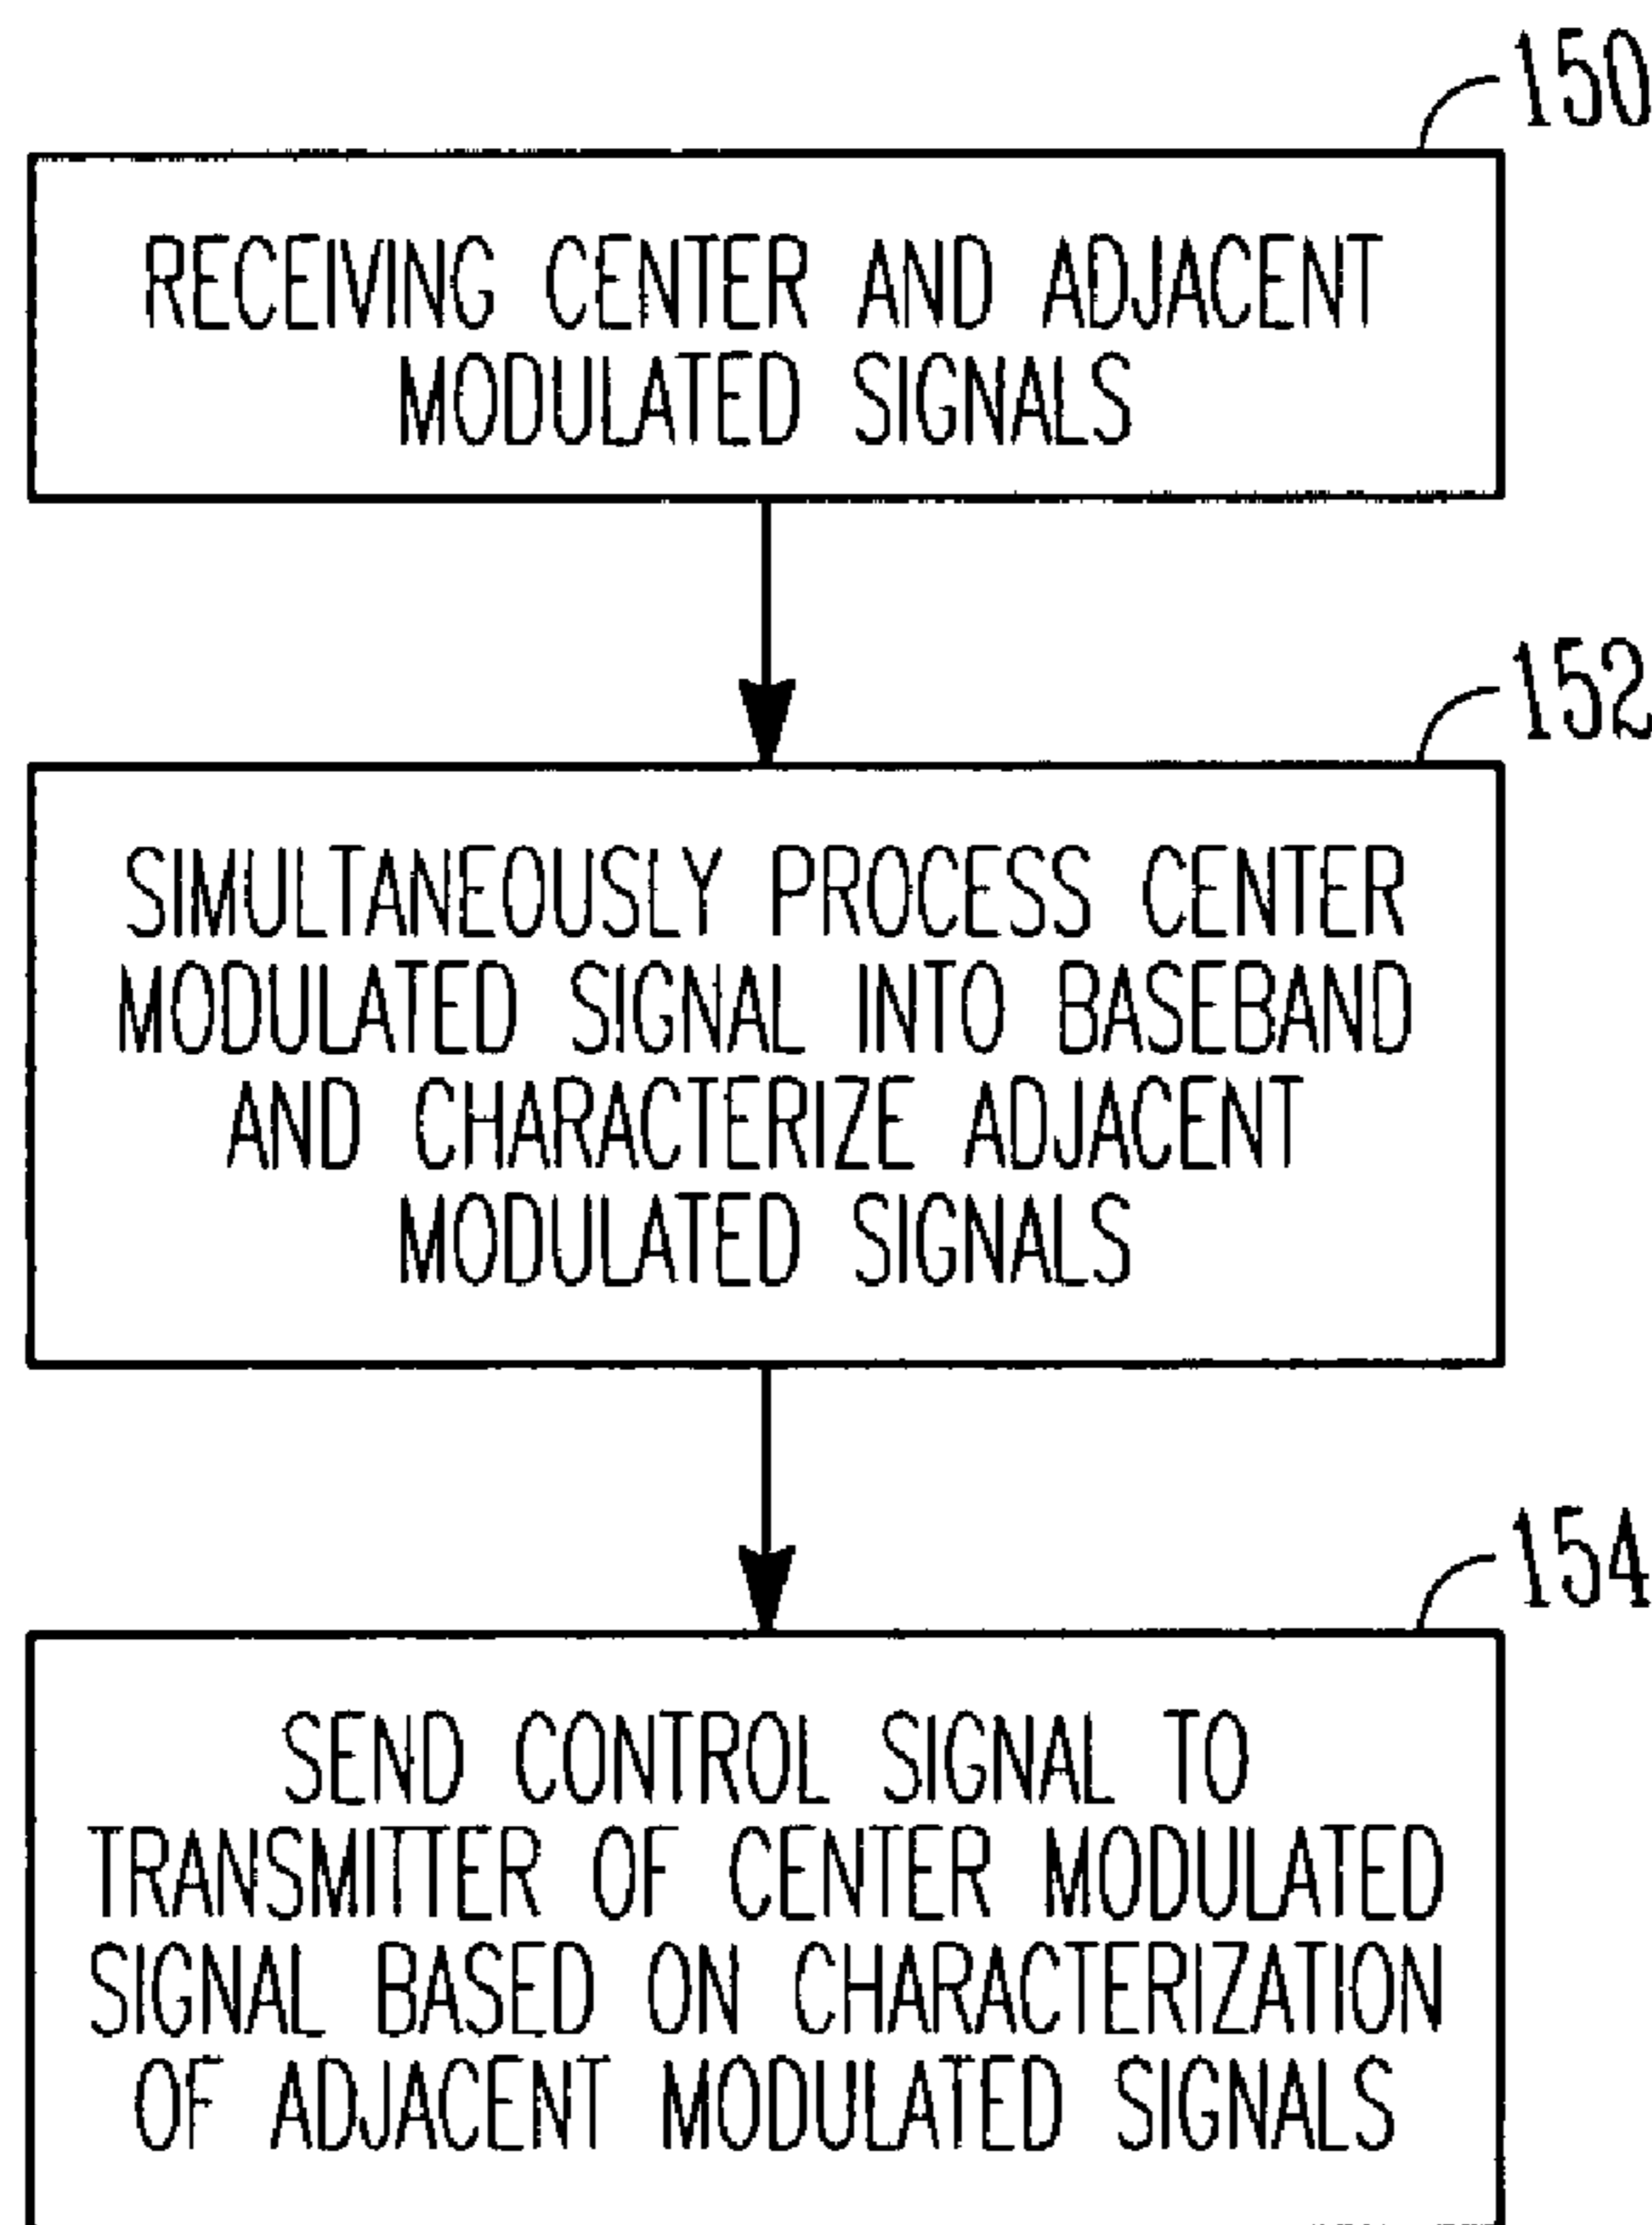 150
RECEIVING CENTER AND ADJACENT
MODULATED SIGNALS
152
SIMULTANEOUSLY PROCESS CENTER
MODULATED SIGNAL INTO BASEBAND
AND CHARACTERIZE ADJACENT
MODULATED SIGNALS
154
SEND CONTROL SIGNAL TO
TRANSMITTER OF CENTER MODULATED
SIGNAL BASED ON CHARACTERIZATION
OF ADJACENT MODULATED SIGNALS